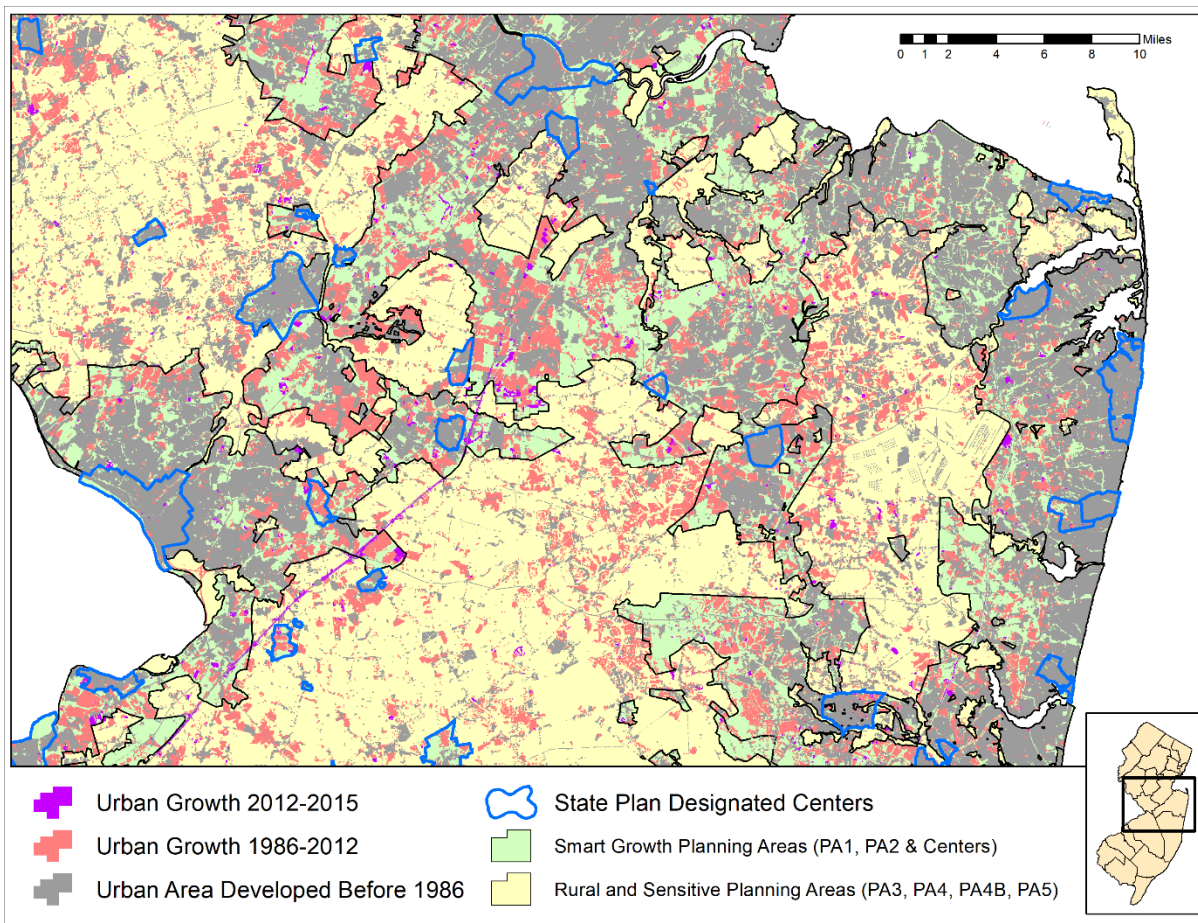 0 1 2 4 6 8 10 Miles
Urban Growth 2012-2015
Urban Growth 1986-2012
Urban Area Developed Before 1986
State Plan Designated Centers
Smart Growth Planning Areas (PA1, PA2 & Centers)
Rural and Sensitive Planning Areas (PA3, PA4, PA4B, PA5)